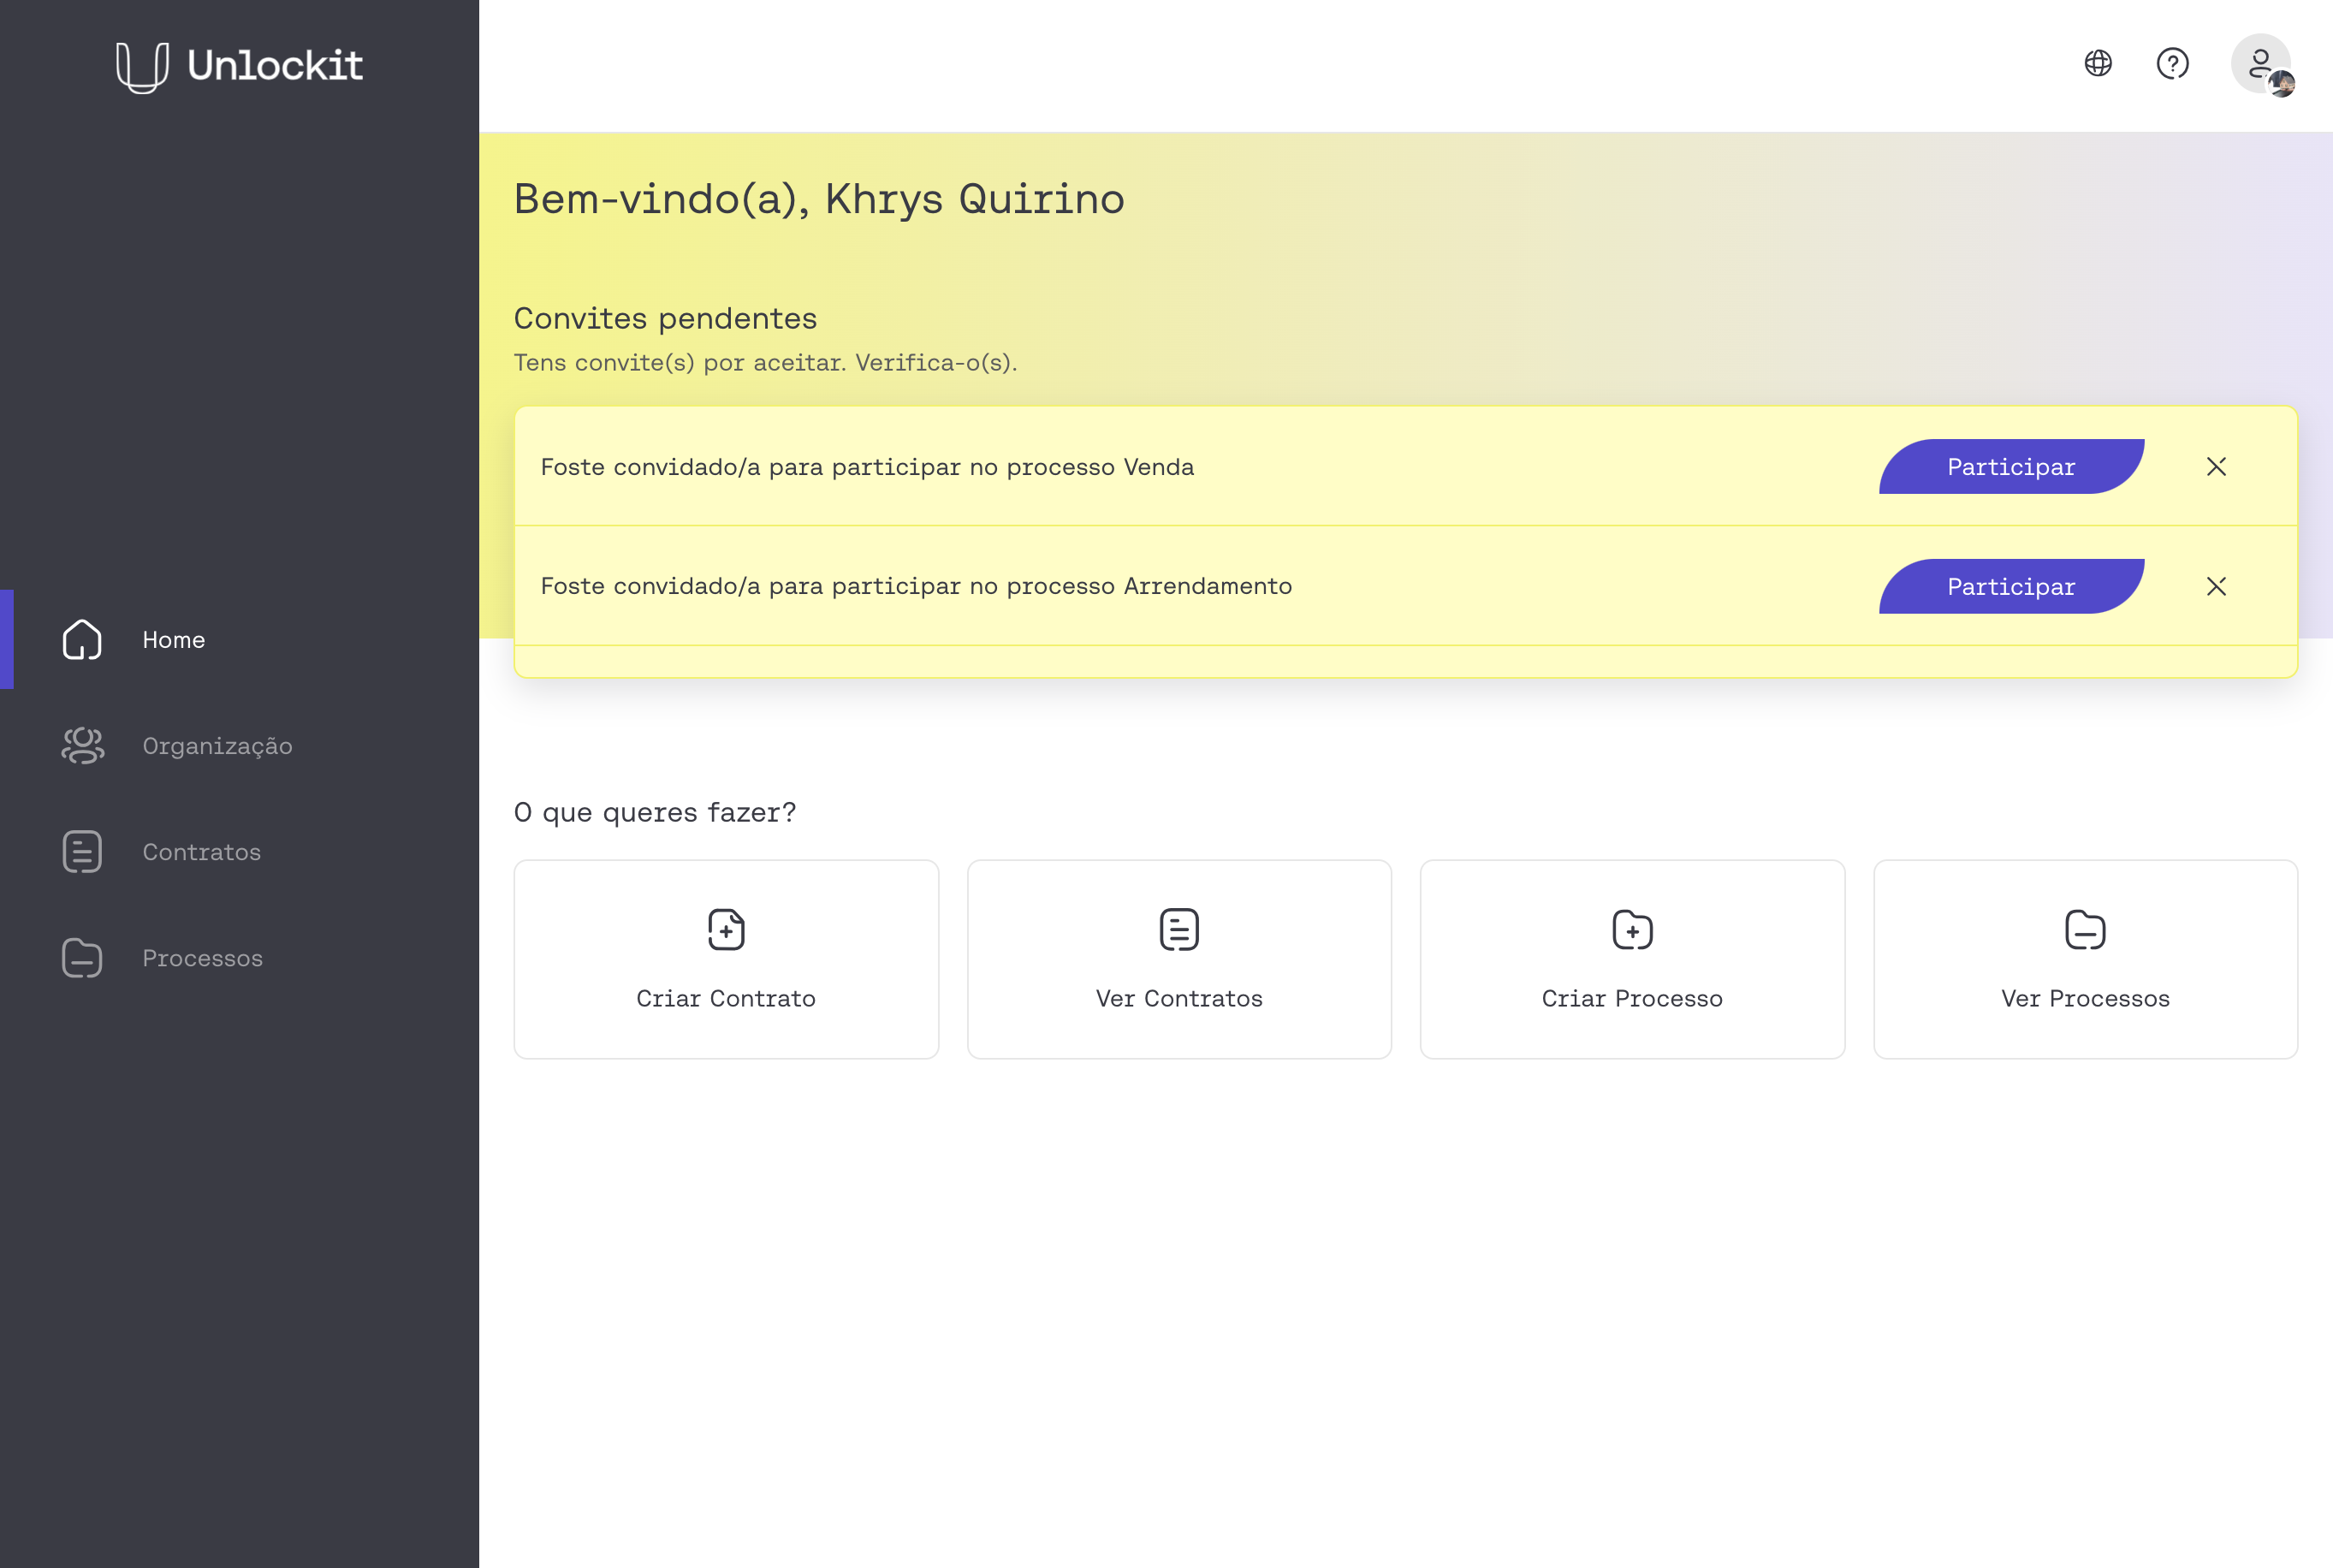 Unlockit
Bem-vindo(a), Khrys Quirino
Convites pendentes
Tens convite(s) por aceitar. Verifica-o(s).
Foste convidado/a para participar no processo Venda
Participar
Foste convidado/a para participar no processo Arrendamento
Participar
Home
Organização
Contratos
Processos
O que queres fazer?
Criar Contrato
Ver Contratos
Criar Processo
Ver Processos